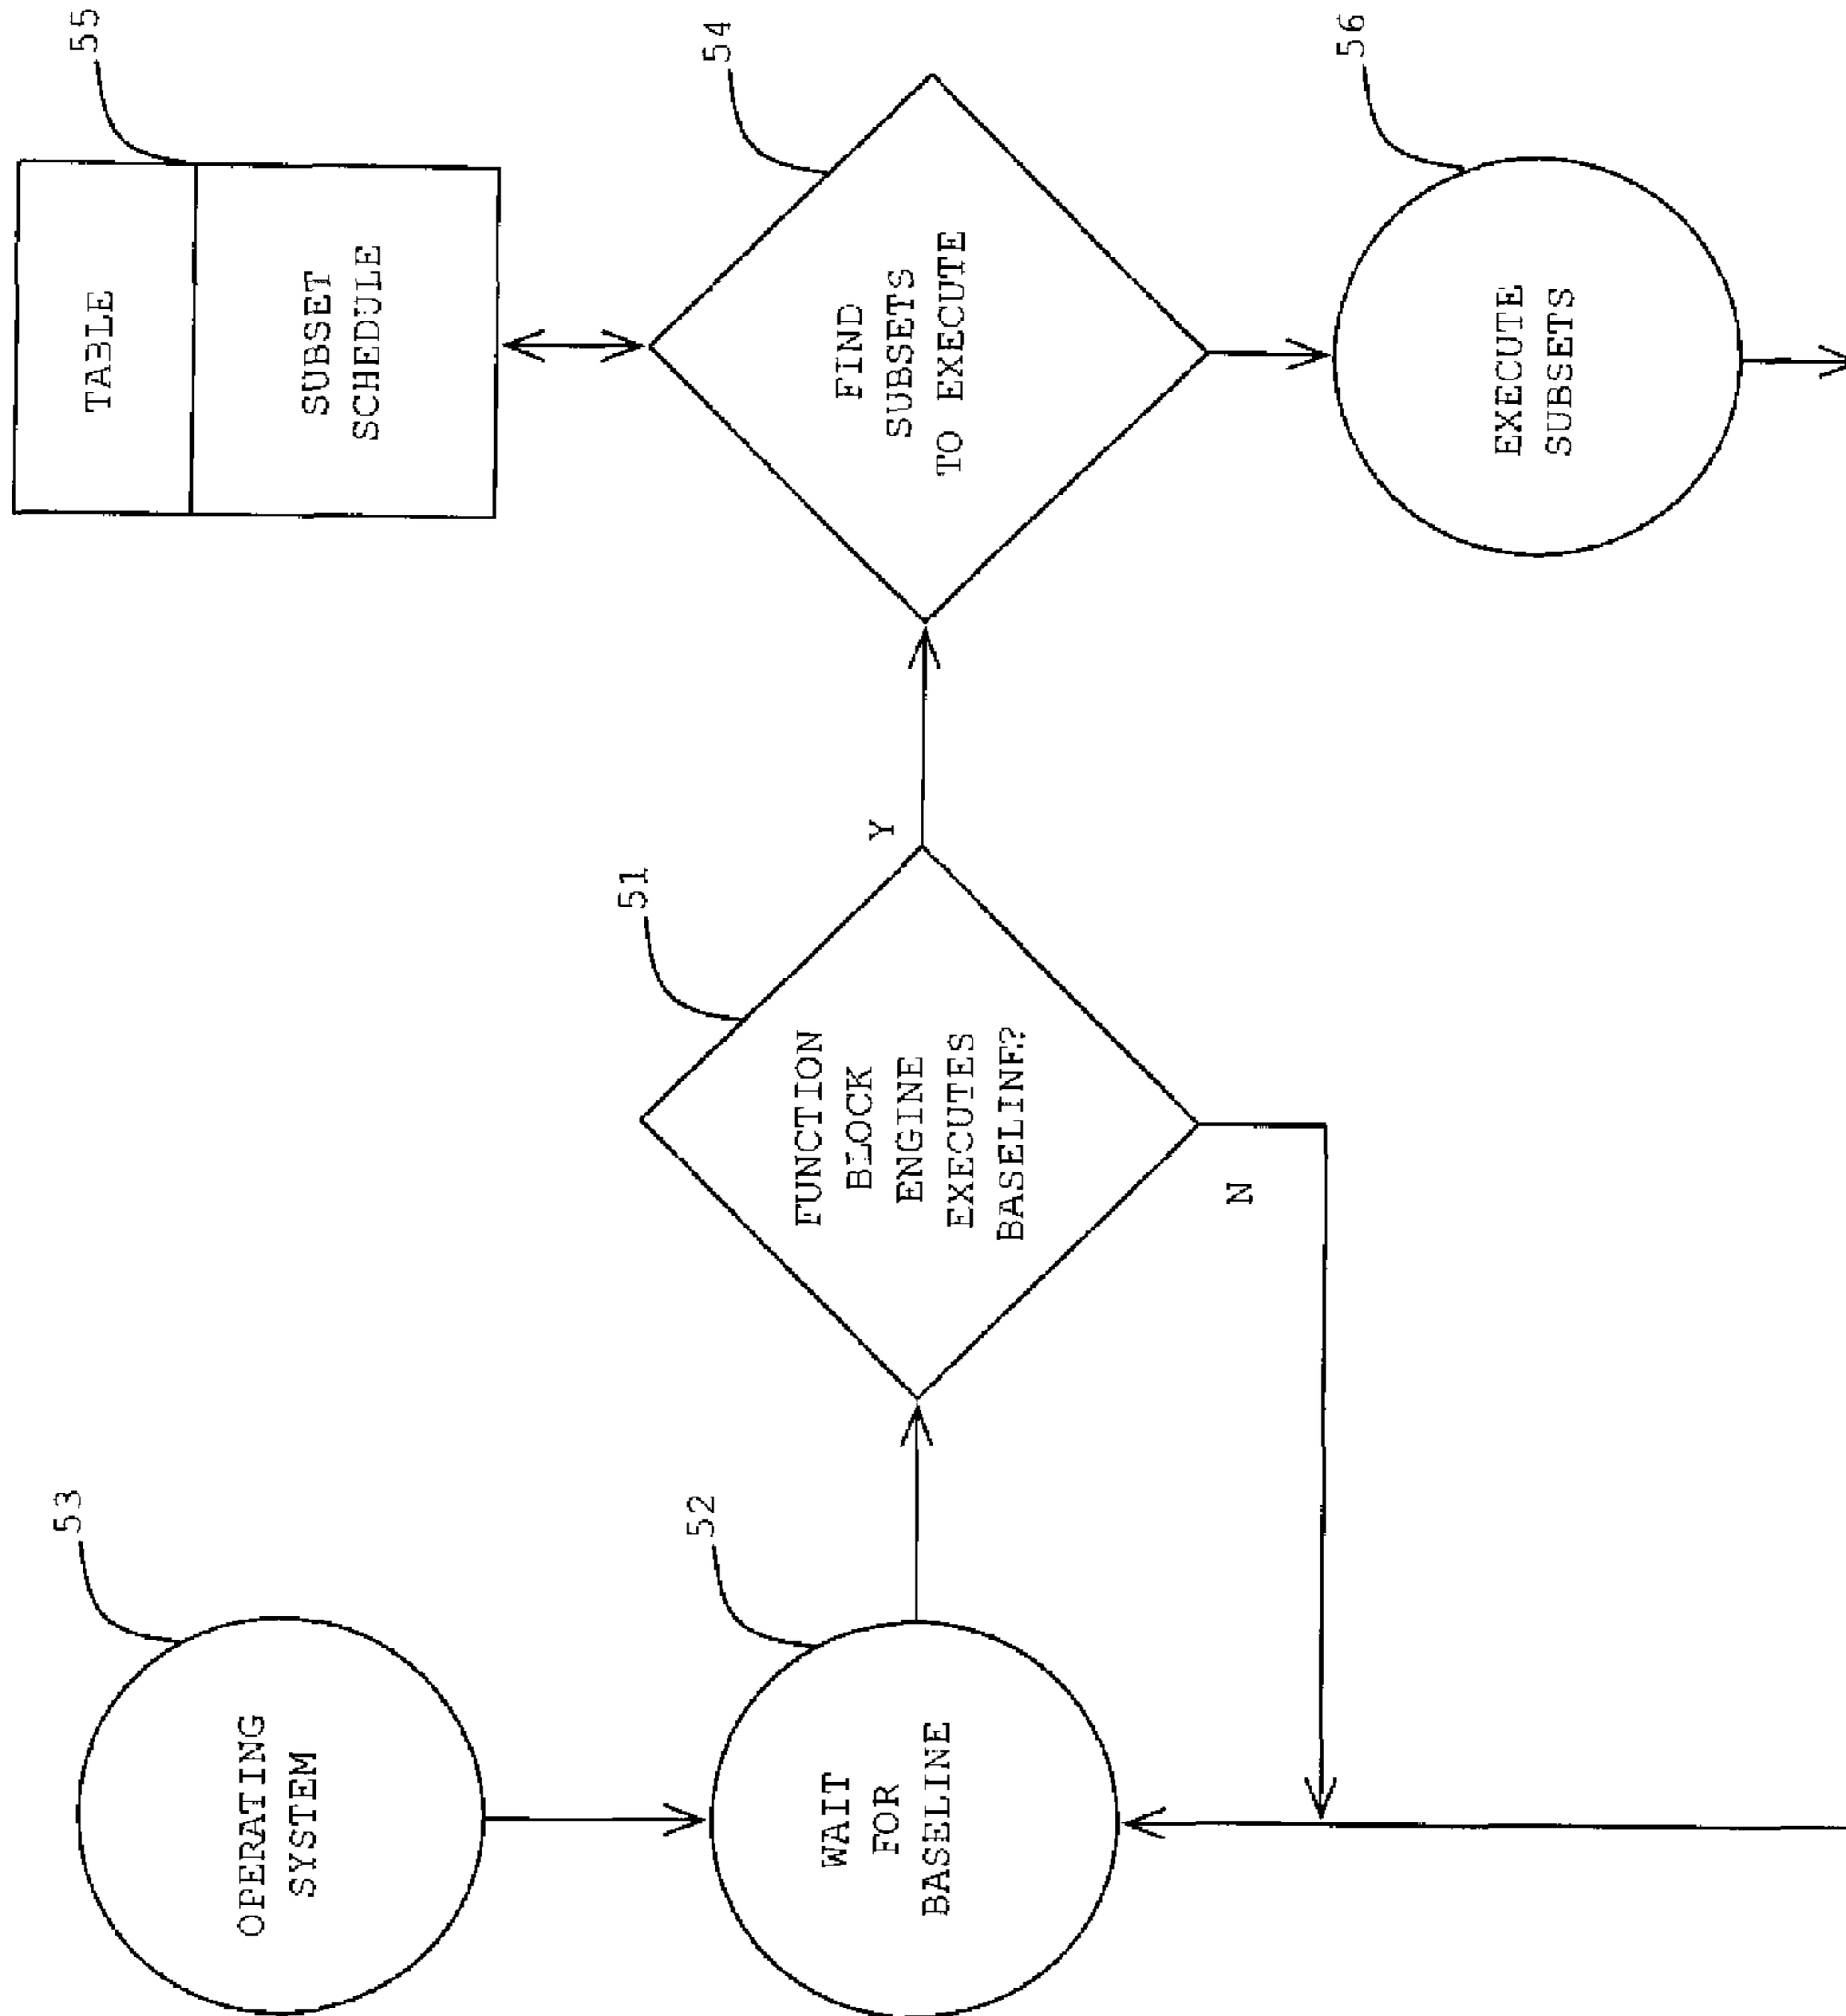 53
OPERATING
SYSTEM
52
WAIT
FOR
BASELINE
51
FUNCTION
BLOCK
ENGINE
EXECUTES
BASELINF?
Y
N
55
TABLE
SUBSET
SCHEDULE
54
FIND
SUBSETS
TO EXECUTE
56
EXECUTE
SUBSETS